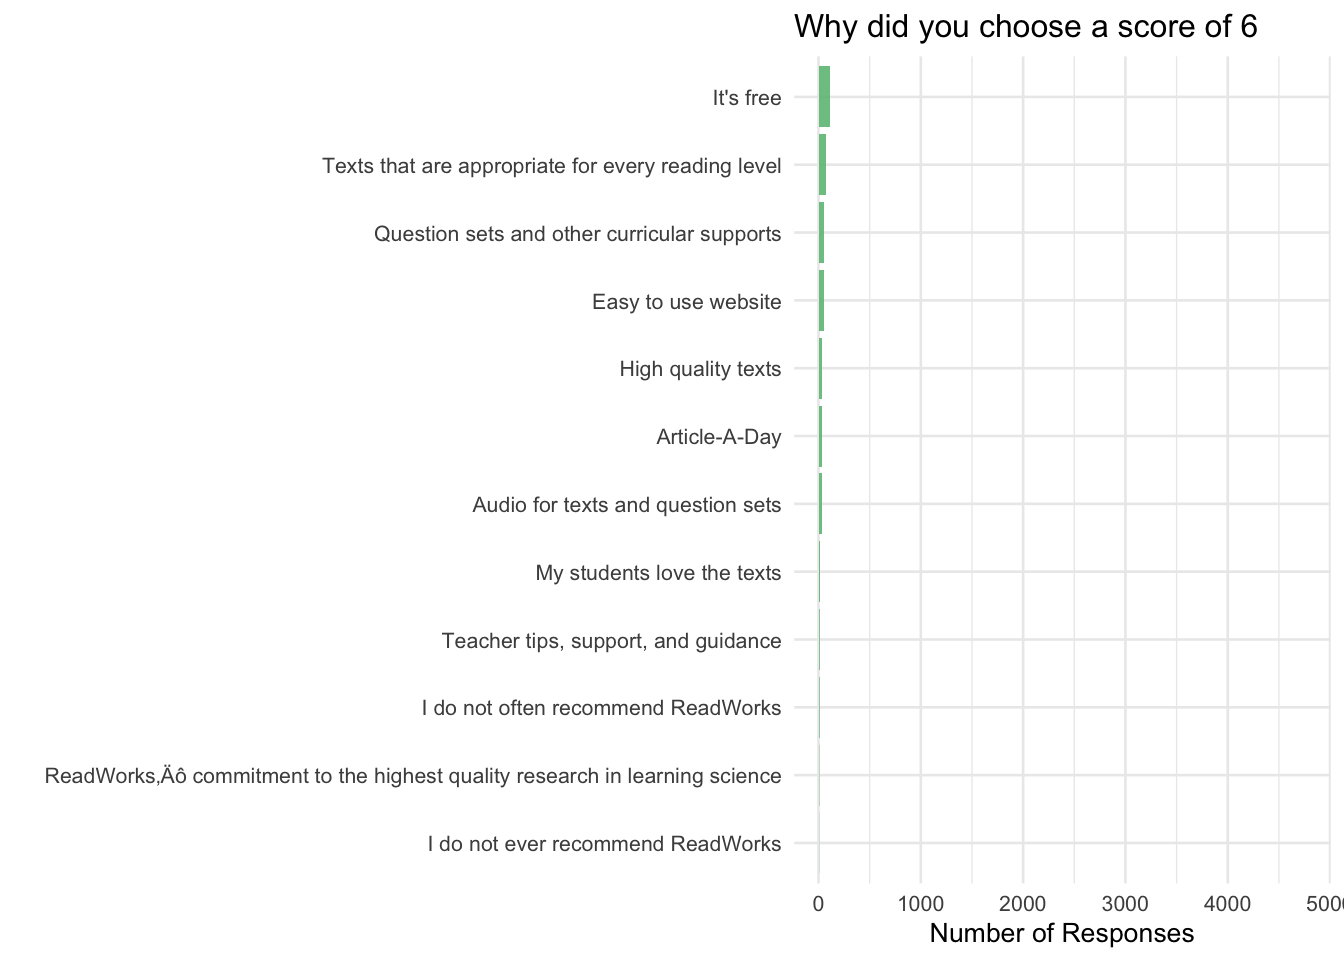 Why did you choose a score of 6
It's free
Texts that are appropriate for every reading level
Question sets and other curricular supports
Easy to use website
High quality texts
Article-A-Day
Audio for texts and question sets
My students love the texts
Teacher tips, support, and guidance
I do not often recommend ReadWorks
ReadWorks‚Äô commitment to the highest quality research in learning science
I do not ever recommend ReadWorks
0 1000 2000 3000 4000 5000
Number of Responses